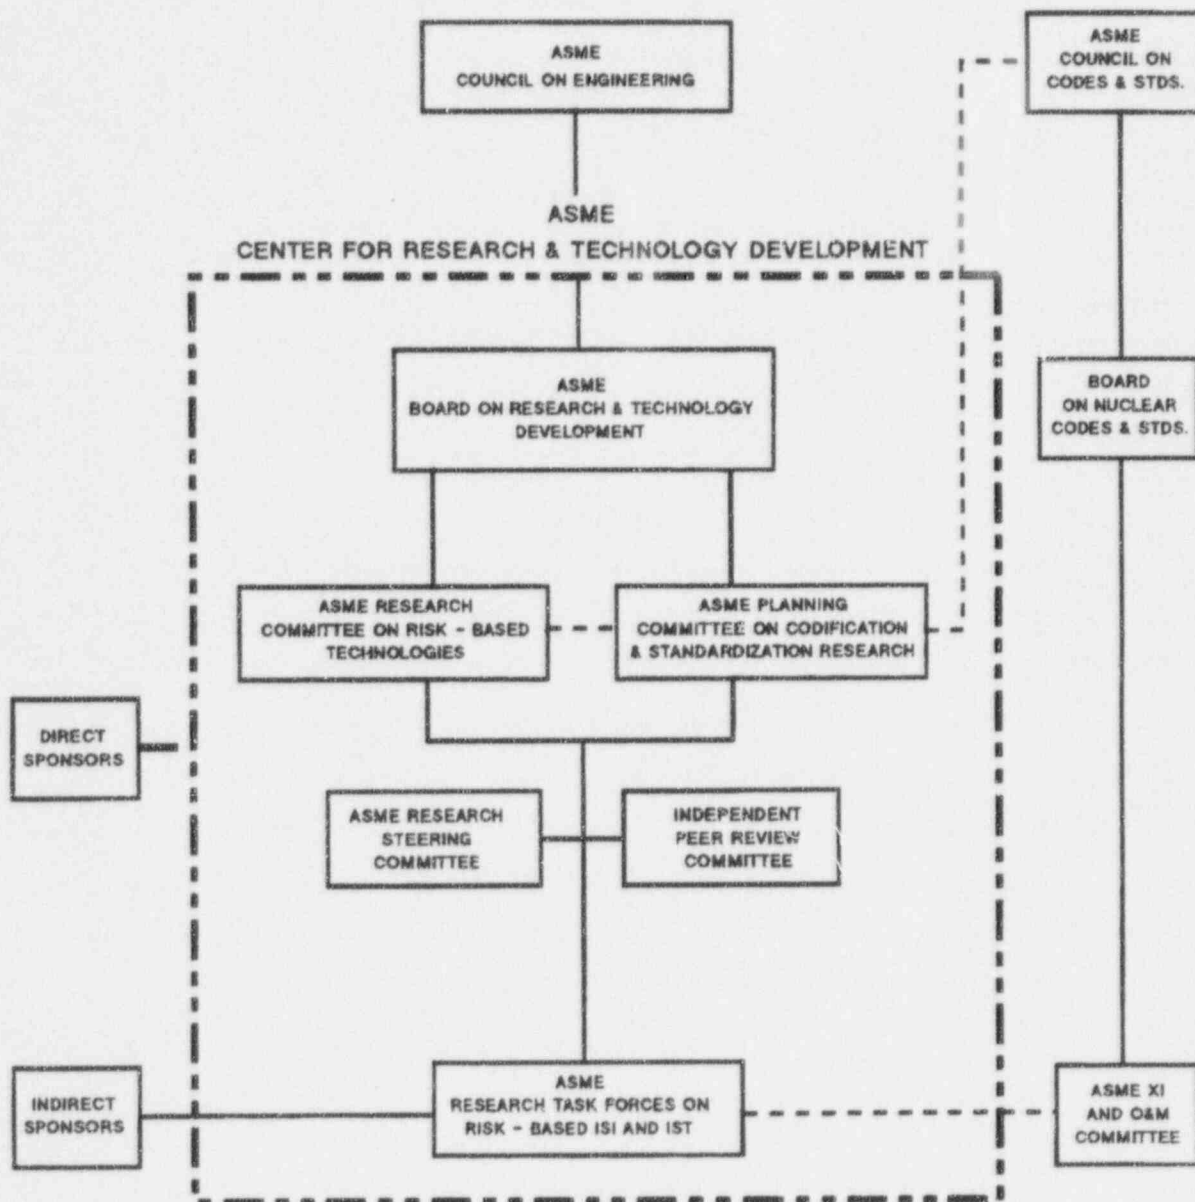 ASME
COUNCIL ON ENGINEERING
ASME
COUNCIL ON
CODES & STDS.
ASME
CENTER FOR RESEARCH & TECHNOLOGY DEVELOPMENT
ASME
BOARD ON RESEARCH & TECHNOLOGY
DEVELOPMENT
BOARD
ON NUCLEAR
CODES & STDS.
ASME RESEARCH
COMMITTEE ON RISK - BASED
TECHNOLOGIES
ASME PLANNING
COMMITTEE ON CODIFICATION
& STANDARDIZATION RESEARCH
DIRECT
SPONSORS
ASME RESEARCH
STEERING
COMMITTEE
INDEPENDENT
PEER REVIEW
COMMITTEE
INDIRECT
SPONSORS
ASME
RESEARCH TASK FORCES ON
RISK - BASED ISI AND IST
ASME XI
AND O&M
COMMITTEE